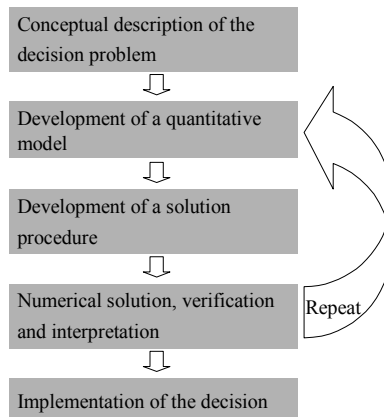 Conceptual description of the
decision problem
Development of a quantitative
model
Development of a solution
procedure
Numerical solution, verification
and interpretation
Repeat
Implementation of the decision